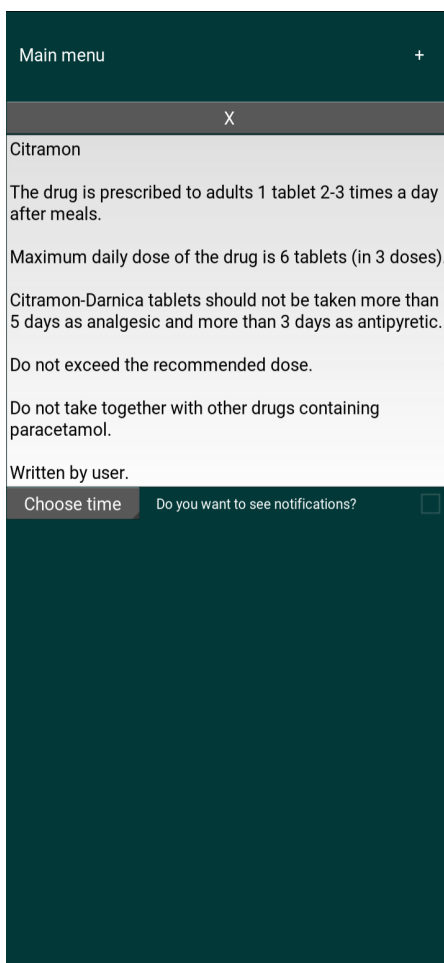 Main menu
+
X
Citramon
The drug is prescribed to adults 1 tablet 2-3 times a day
after meals.
Maximum daily dose of the drug is 6 tablets (in 3 doses).
Citramon-Darnica tablets should not be taken more than
5 days as analgesic and more than 3 days as antipyretic.
Do not exceed the recommended dose.
Do not take together with other drugs containing
paracetamol.
Written by user.
Choose time
Do you want to see notifications?